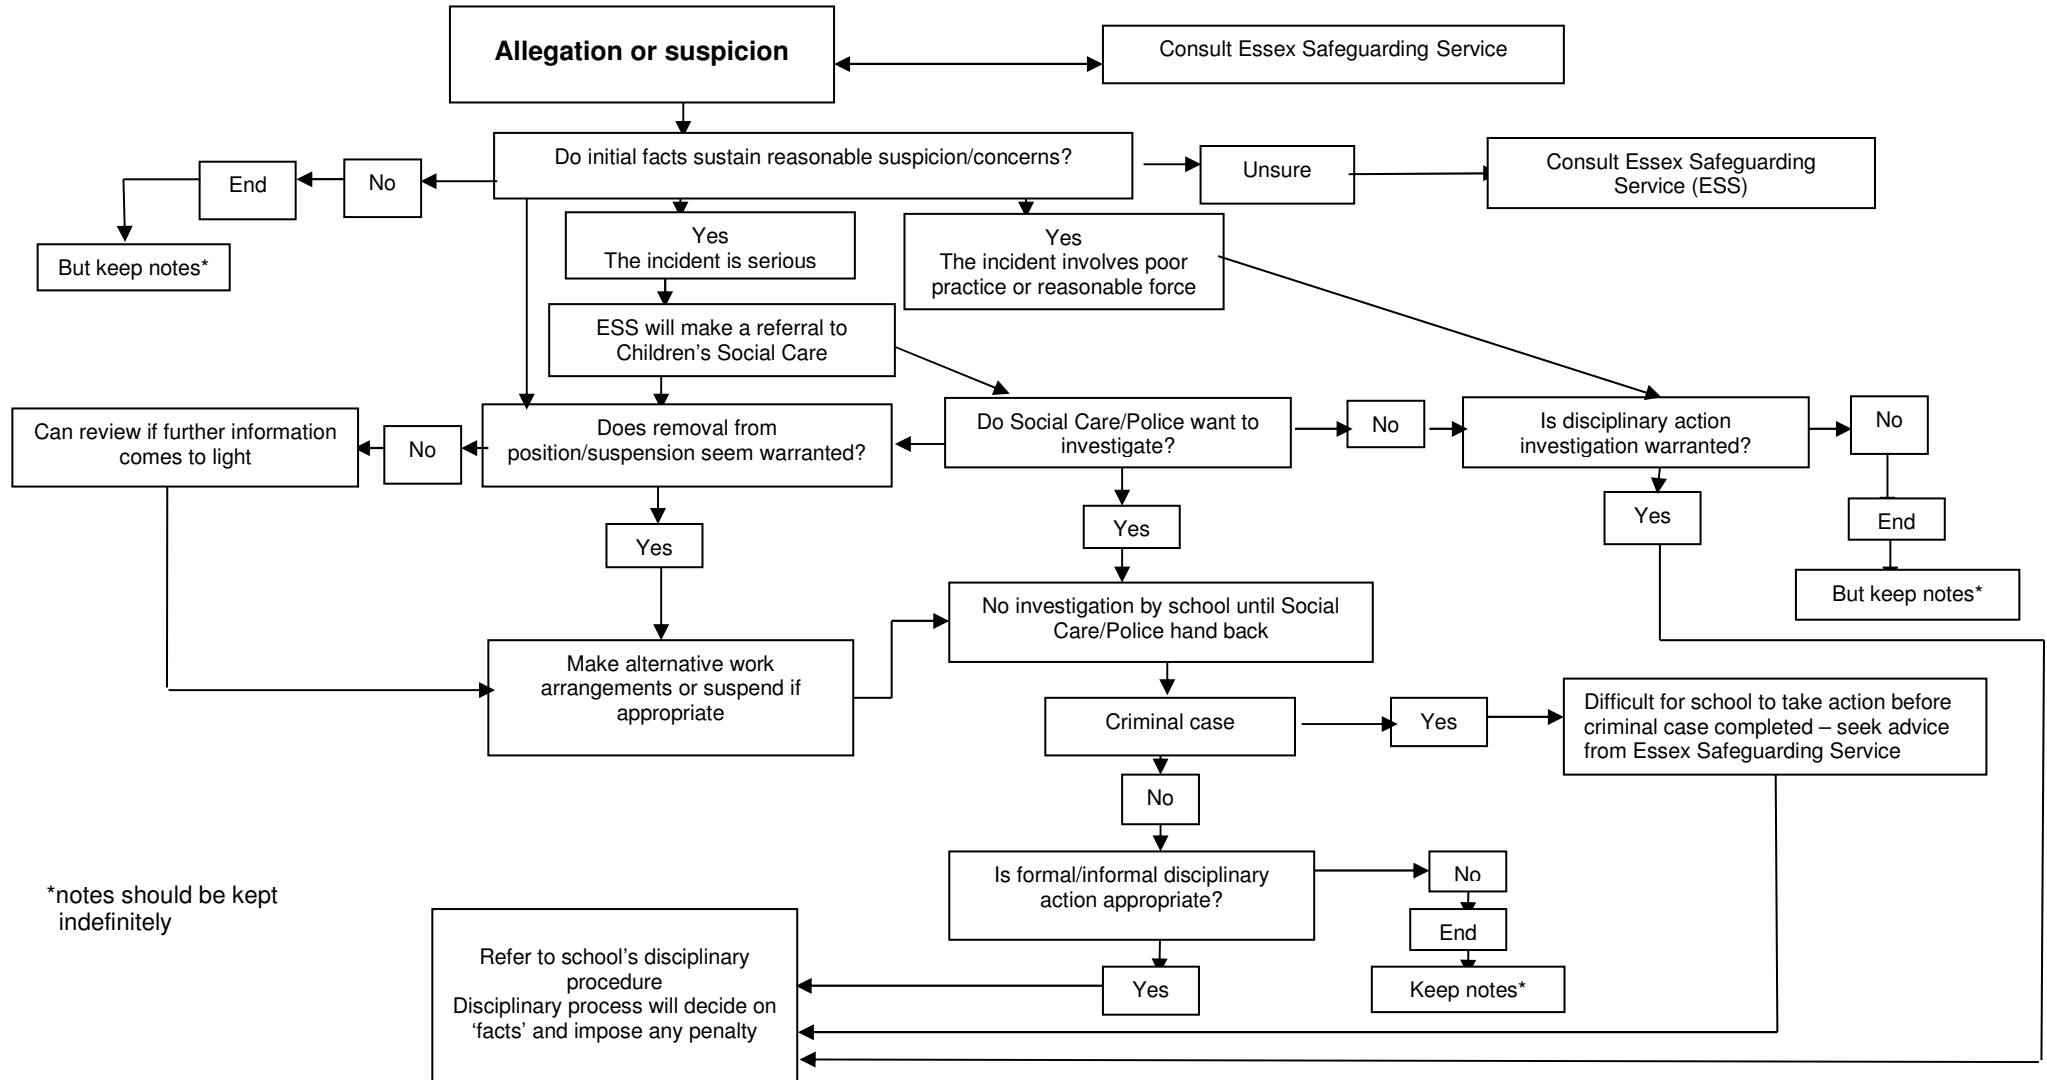 Allegation or suspicion
Consult Essex Safeguarding Service
Do initial facts sustain reasonable suspicion/concerns?
Unsure
Consult Essex Safeguarding
Service (ESS)
No
End
But keep notes*
Yes
The incident is serious
Yes
The incident involves poor
practice or reasonable force
ESS will make a referral to
Children’s Social Care
Can review if further information
comes to light
No
Does removal from
position/suspension seem warranted?
Do Social Care/Police want to
investigate?
No
Is disciplinary action
investigation warranted?
No
Yes
Yes
Yes
End
But keep notes*
No investigation by school until Social
Care/Police hand back
Make alternative work
arrangements or suspend if
appropriate
Criminal case
Yes
Difficult for school to take action before
criminal case completed – seek advice
from Essex Safeguarding Service
No
Is formal/informal disciplinary
action appropriate?
No
End
Keep notes*
Yes
*notes should be kept
indefinitely
Refer to school’s disciplinary
procedure
Disciplinary process will decide on
‘facts’ and impose any penalty